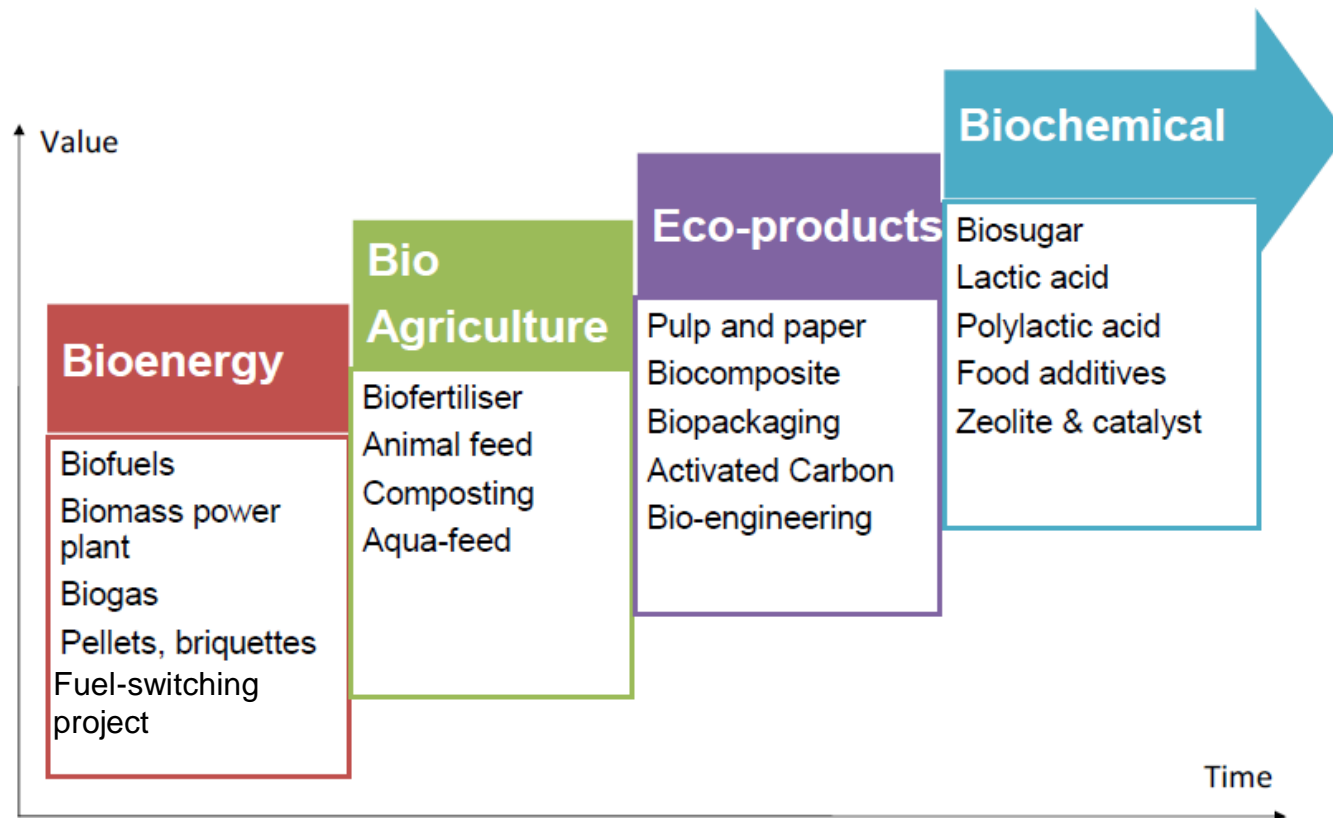 Value
Bioenergy
Biofuels
Biomass power
plant
Biogas
Pellets, briquettes
Fuel-switching
project
Bio
Agriculture
Biofertiliser
Animal feed
Composting
Aqua-feed
Eco-products
Pulp and paper
Biocomposite
Biopackaging
Activated Carbon
Bio-engineering
Biochemical
Biosugar
Lactic acid
Polylactic acid
Food additives
Zeolite & catalyst
Time